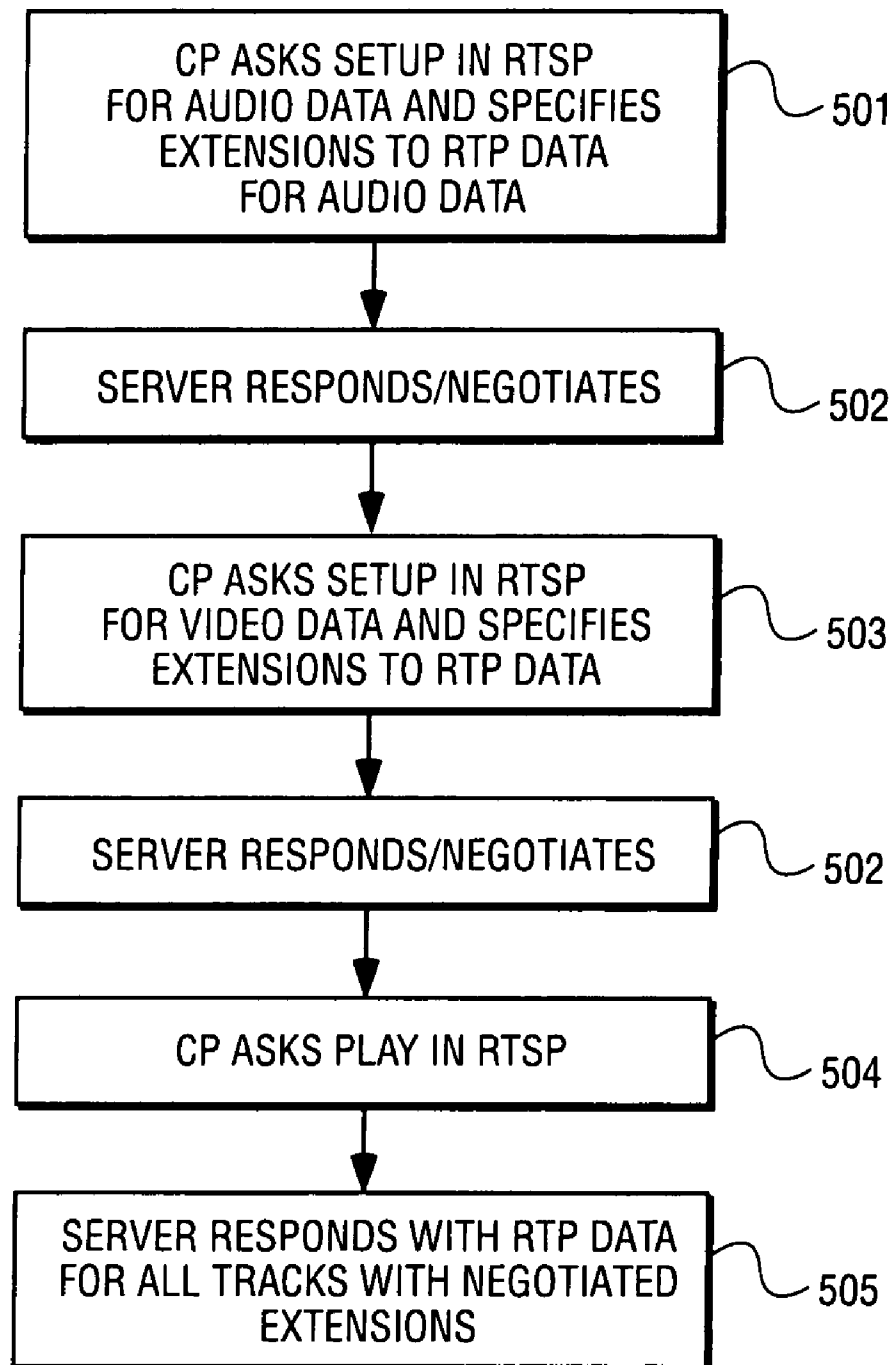 CP ASKS SETUP IN RTSP
FOR AUDIO DATA AND SPECIFIES
EXTENSIONS TO RTP DATA
FOR AUDIO DATA
501
SERVER RESPONDS/NEGOTIATES
502
CP ASKS SETUP IN RTSP
FOR VIDEO DATA AND SPECIFIES
EXTENSIONS TO RTP DATA
503
SERVER RESPONDS/NEGOTIATES
502
CP ASKS PLAY IN RTSP
504
SERVER RESPONDS WITH RTP DATA
FOR ALL TRACKS WITH NEGOTIATED
EXTENSIONS
505